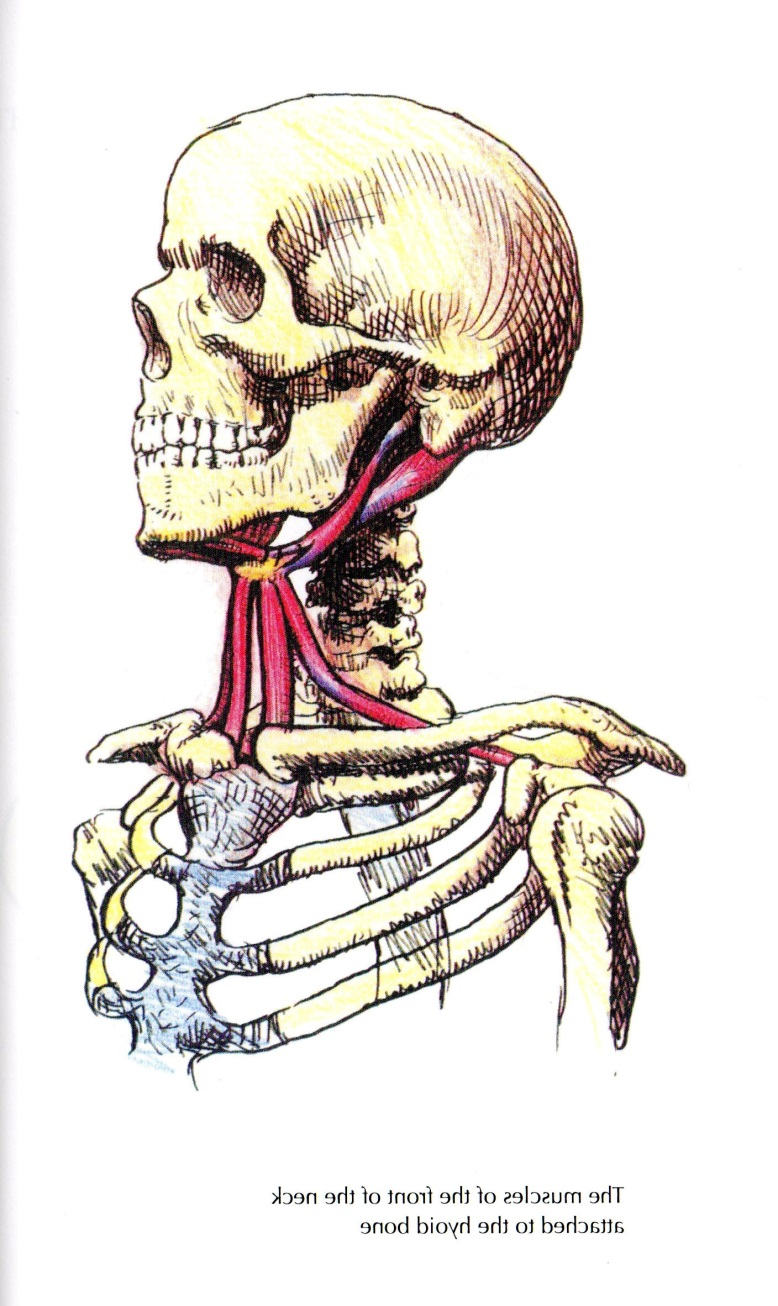 The muscles of the front of the neck
attached to the hyoid bone